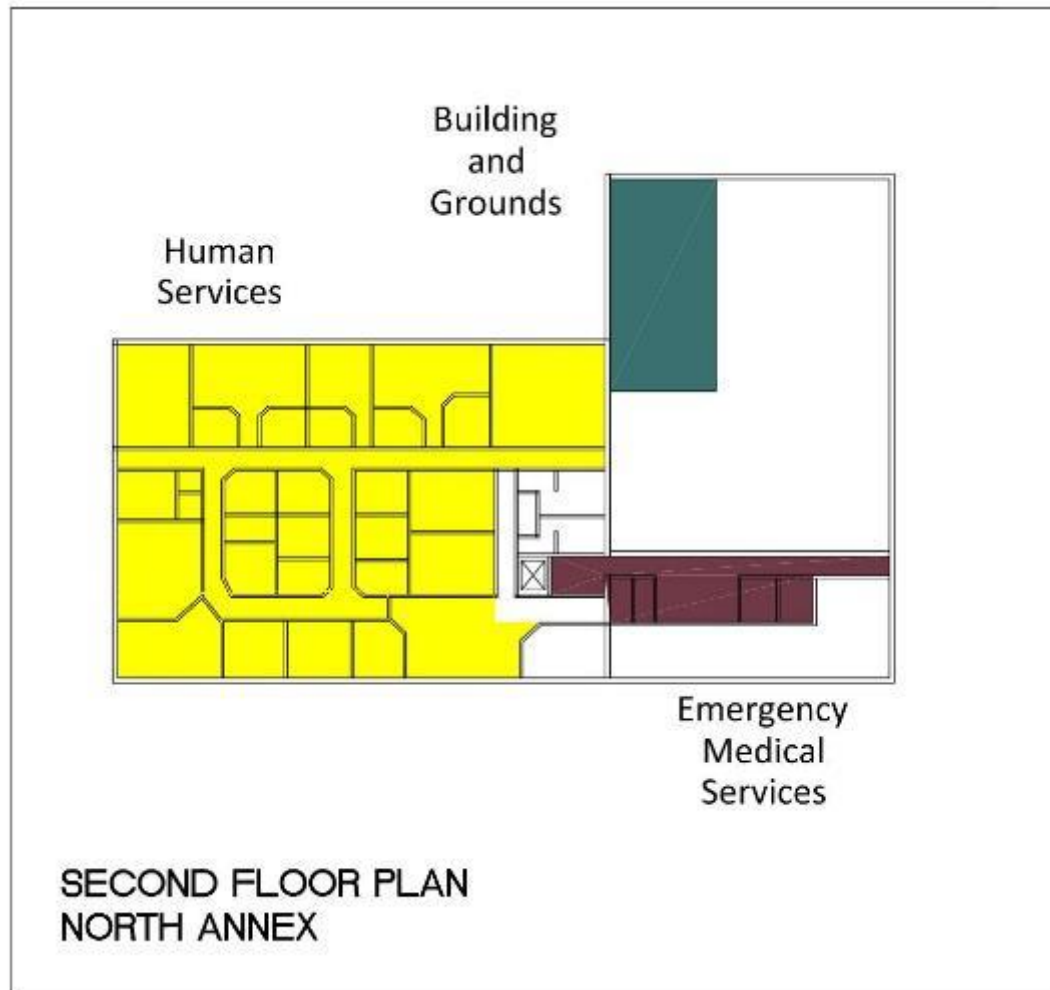 Building
and
Grounds
Human
Services
Emergency
Medical
Services
SECOND FLOOR PLAN
NORTH ANNEX